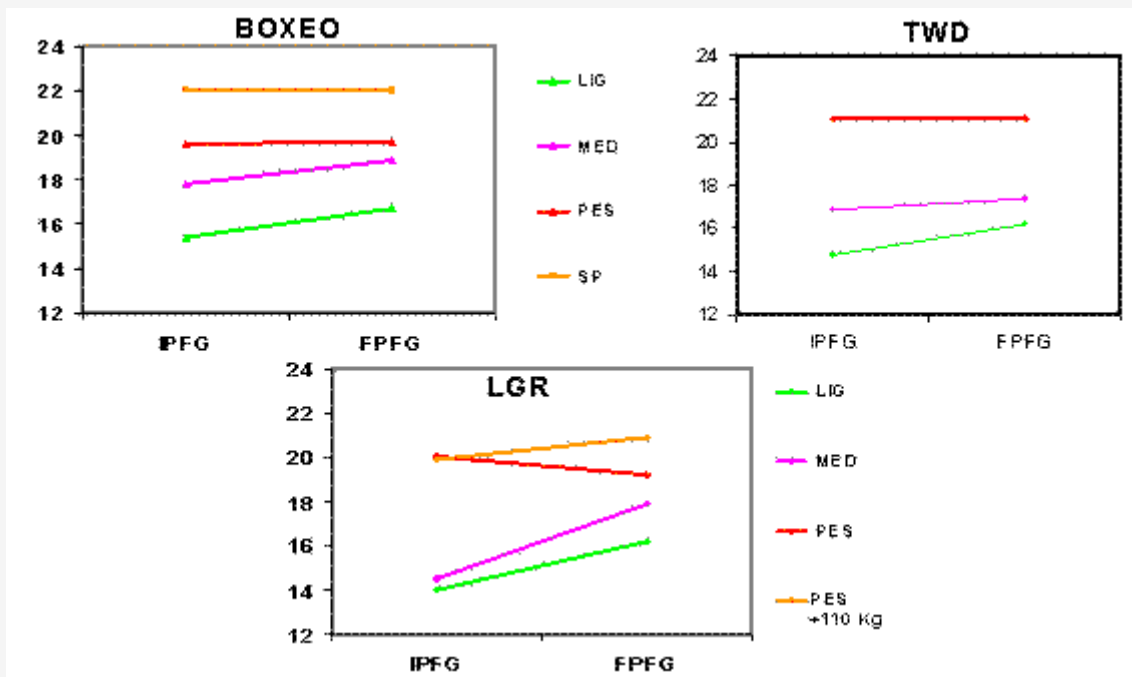 BOXEO
24
22
20
18
16
14
12
IPFG
FPFG
LIG
MED
PES
SP
TWD
24
22
20
18
16
14
12
IPFG
FPFG
LGR
24
22
20
18
16
14
12
IPFG
FPFG
LIG
MED
PES
PES
+110 Kg